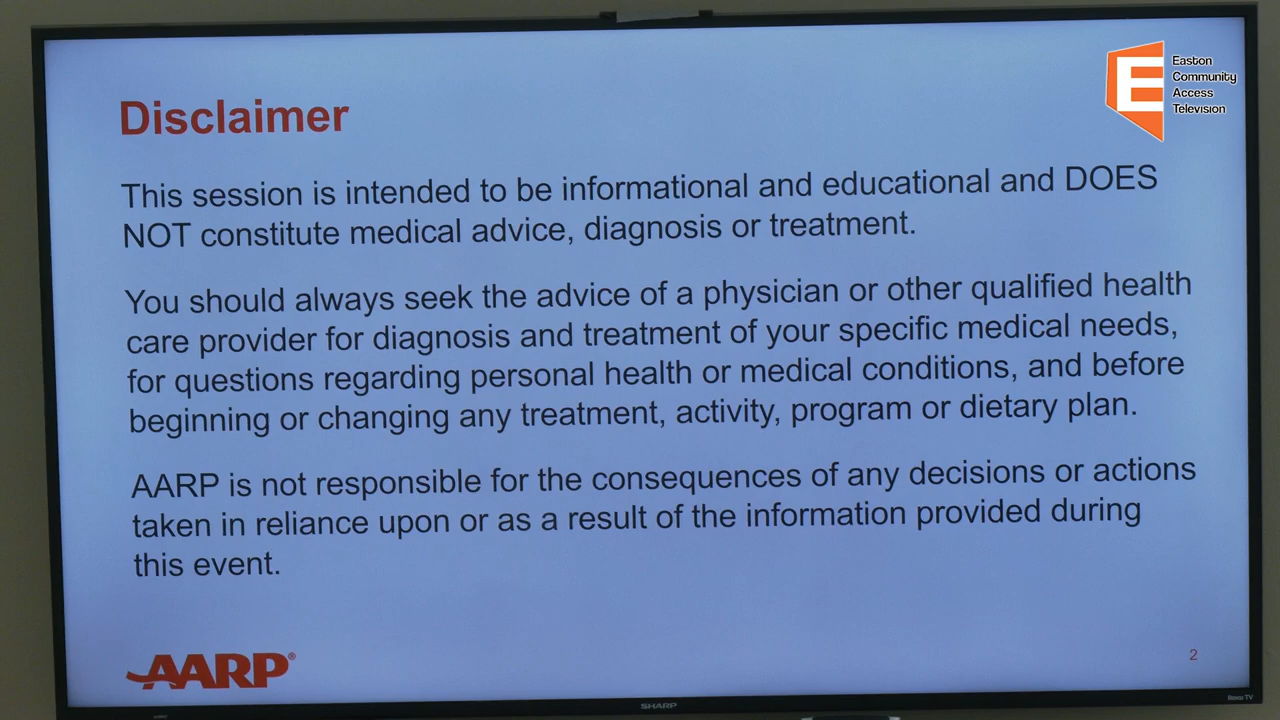 Easton
Community
Access
Television
Disclaimer
This session is intended to be informational and educational and DOES
NOT constitute medical advice, diagnosis or treatment.
You should always seek the advice of a physician or other qualified health
care provider for diagnosis and treatment of your specific medical needs,
for questions regarding personal health or medical conditions, and before
beginning or changing any treatment, activity, program or dietary plan.
AARP is not responsible for the consequences of any decisions or actions
taken in reliance upon or as a result of the information provided during
this event.
AARP®
2
SHARP
Roku TV